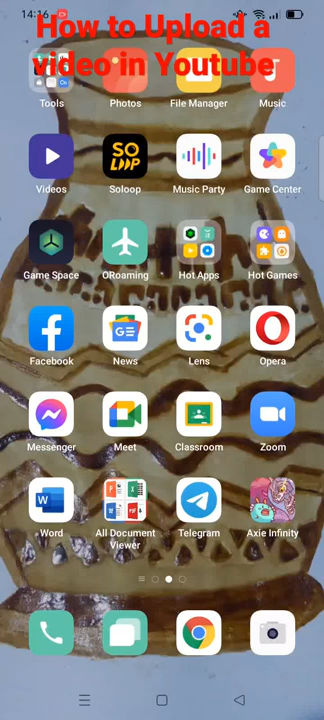 14:16
How to Upload a
video in Youtube
Tools Photos File Manager Music
SO
LOOP
Videos Soloop Music Party Game Center
Game Space ORoaming Hot Apps Hot Games
Facebook News Lens Opera
Messenger Meet Classroom Zoom
Word All Document
Viewer Telegram Axie Infinity